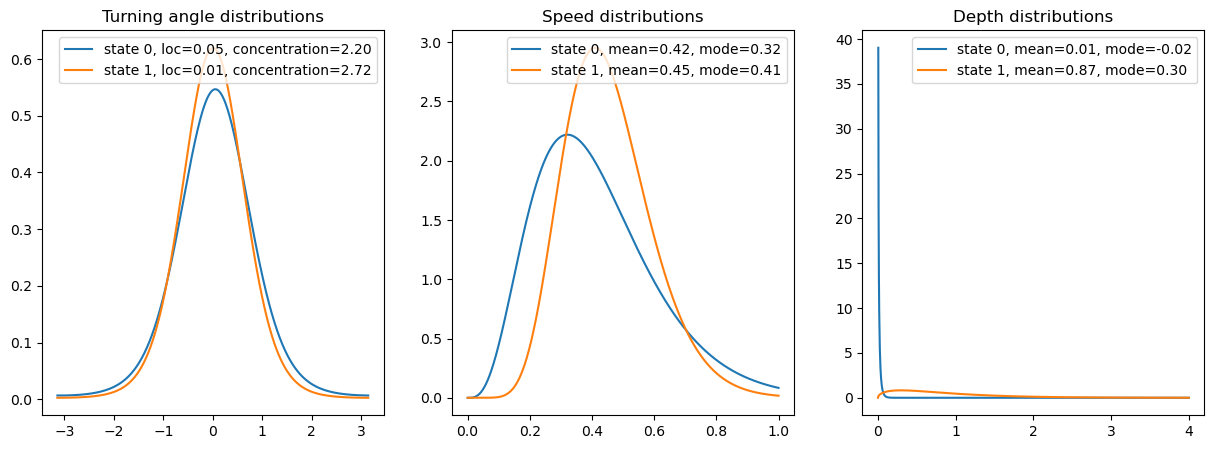 Turning angle distributions
state 0, loc=0.05, concentration=2.20
state 1, loc=0.01, concentration=2.72
0.6
0.5
0.4
0.3
0.2
0.1
0.0
−3 −2 −1 0 1 2 3
Speed distributions
state 0, mean=0.42, mode=0.32
state 1, mean=0.45, mode=0.41
3.0
2.5
2.0
1.5
1.0
0.5
0.0
0.0 0.2 0.4 0.6 0.8 1.0
Depth distributions
state 0, mean=0.01, mode=-0.02
state 1, mean=0.87, mode=0.30
40
35
30
25
20
15
10
5
0
0 1 2 3 4